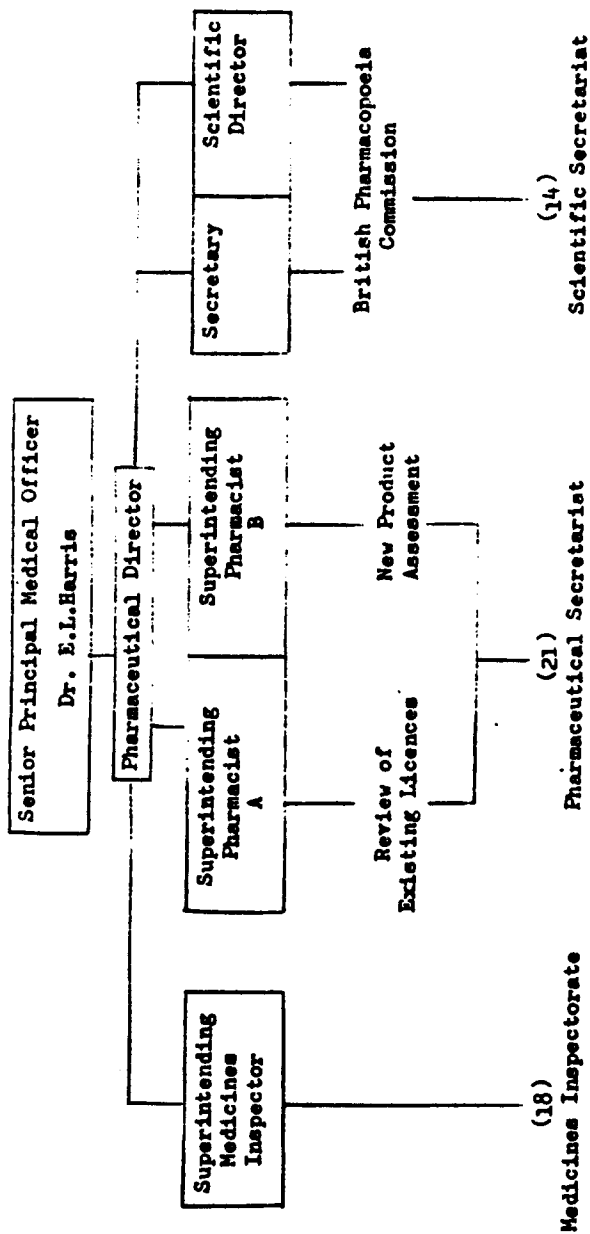 Senior Principal Medical Officer
Dr. E.L.Harris
Pharmaceutical Director
Superintending
Medicines
Inspector
Superintending
Pharmacist
A
Superintending
Pharmacist
B
Secretary
Scientific
Director
Review of
Existing Licences
New Product
Assessment
British Pharmacopoeia
Commission
(18)
Medicines Inspectorate
(21)
Pharmaceutical Secretariat
(14)
Scientific Secretariat